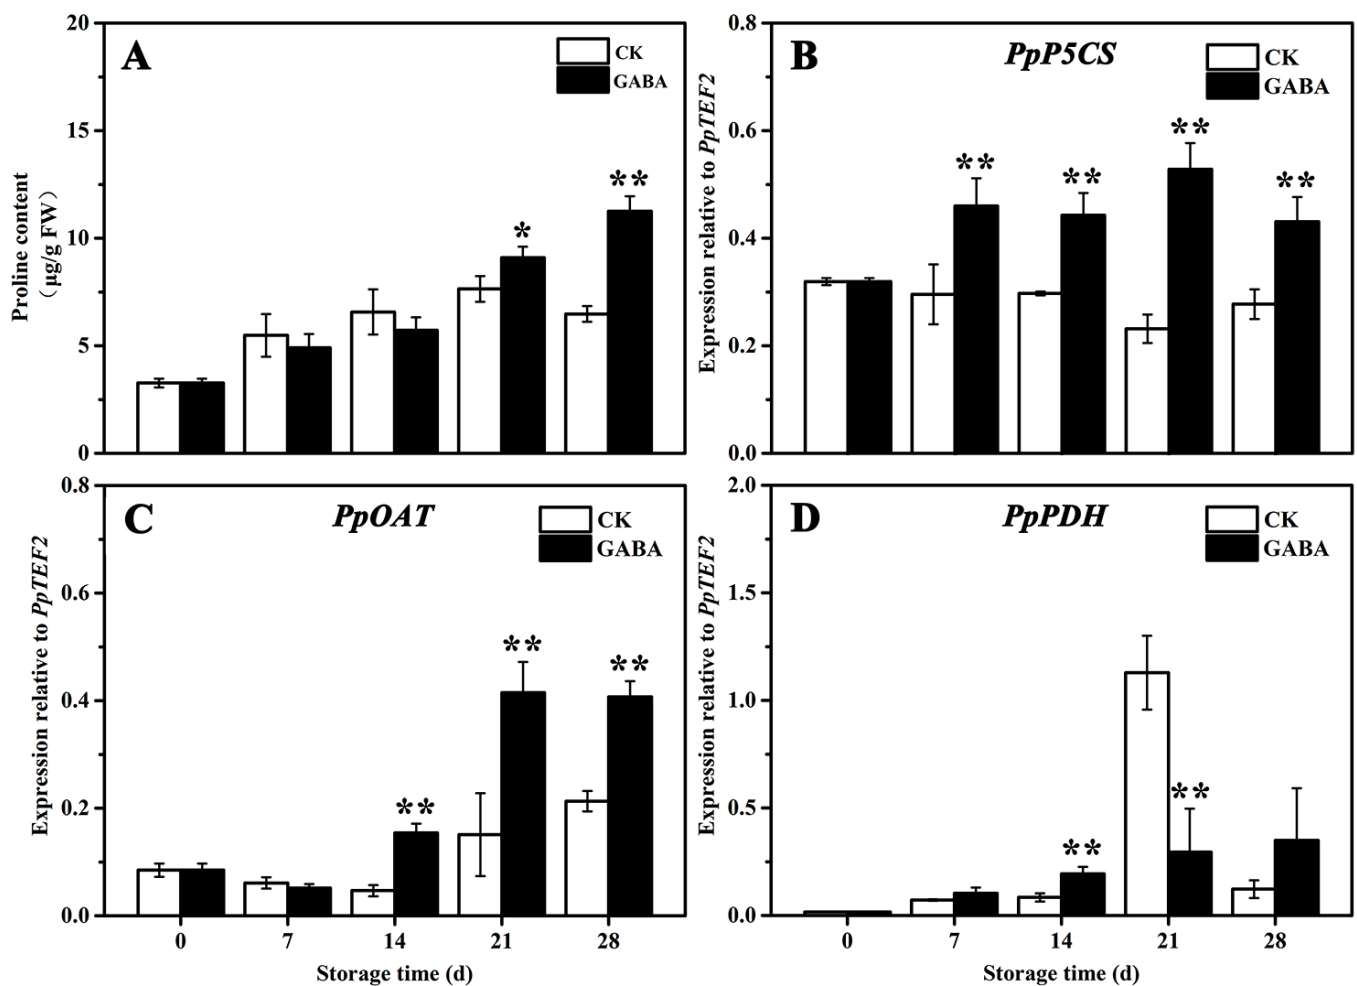 A
CK
GABA
20
15
10
5
0
Proline content
（μg/g FW）
*
**
B
PpP5CS
CK
GABA
0.8
0.6
0.4
0.2
0.0
Expression relative to PpTEF2
**
**
**
**
C
PpOAT
CK
GABA
0.8
0.6
0.4
0.2
0.0
Expression relative to PpTEF2
**
**
**
0 7 14 21 28
Storage time (d)
D
PpPDH
CK
GABA
2.0
1.5
1.0
0.5
0.0
Expression relative to PpTEF2
**
**
0 7 14 21 28
Storage time (d)